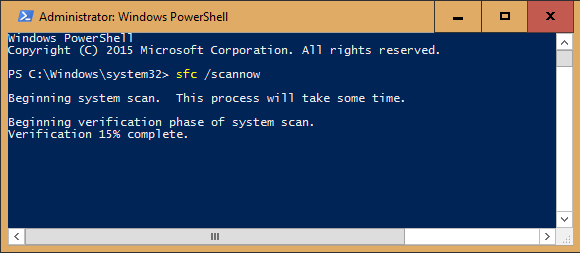 Administrator: Windows PowerShell
Windows PowerShell
Copyright (C) 2015 Microsoft Corporation. All rights reserved.
PS C:\Windows\system32> sfc /scannow
Beginning system scan.  This process will take some time.
Beginning verification phase of system scan.
Verification 15% complete.